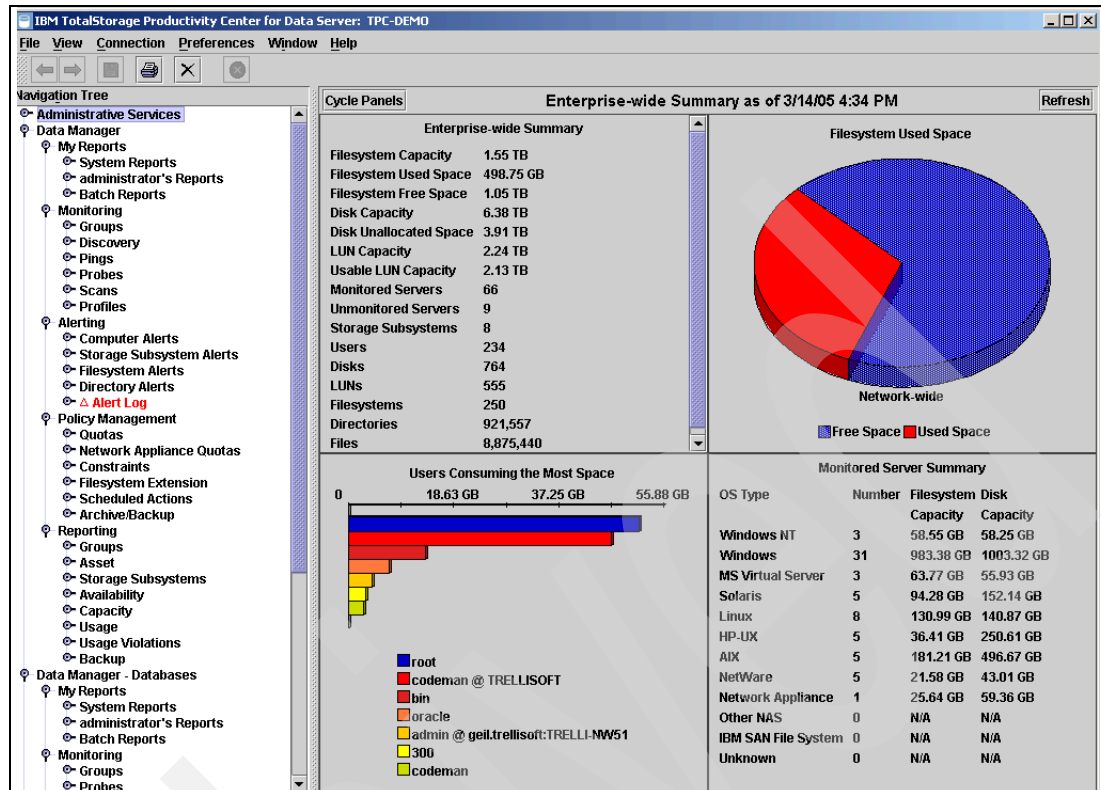 IBM TotalStorage Productivity Center for Data Server: TPC-DEMO
File View Connection Preferences Window Help
Navigation Tree
Administrative Services
Data Manager
My Reports
System Reports
administrator's Reports
Batch Reports
Monitoring
Groups
Discovery
Pings
Probes
Scans
Profiles
Alerting
Computer Alerts
Storage Subsystem Alerts
Filesystem Alerts
Directory Alerts
Alert Log
Policy Management
Quotas
Network Appliance Quotas
Constraints
Filesystem Extension
Scheduled Actions
Archive/Backup
Reporting
Groups
Asset
Storage Subsystems
Availability
Capacity
Usage
Usage Violations
Backup
Data Manager - Databases
My Reports
System Reports
administrator's Reports
Batch Reports
Monitoring
Groups
Probes
Cycle Panels Enterprise-wide Summary as of 3/14/05 4:34 PM Refresh
Enterprise-wide Summary
Filesystem Capacity 1.55 TB
Filesystem Used Space 498.75 GB
Filesystem Free Space 1.05 TB
Disk Capacity 6.38 TB
Disk Unallocated Space 3.91 TB
LUN Capacity 2.24 TB
Usable LUN Capacity 2.13 TB
Monitored Servers 66
Unmonitored Servers 9
Storage Subsystems 8
Users 234
Disks 764
LUNs 555
Filesystems 250
Directories 921,557
Files 8,875,440
Filesystem Used Space
Network-wide
Free Space Used Space
Users Consuming the Most Space
0 18.63 GB 37.25 GB 55.88 GB
root
codeman @ TRELLISOFT
bin
oracle
admin @ geil.trellisoft:TRELLI-NW51
300
codeman
Monitored Server Summary
OS Type Number Filesystem Disk
Capacity Capacity
Windows NT 3 58.55 GB 58.25 GB
Windows 31 983.38 GB 1003.32 GB
MS Virtual Server 3 63.77 GB 55.93 GB
Solaris 5 94.28 GB 152.14 GB
Linux 8 130.99 GB 140.87 GB
HP-UX 5 36.41 GB 250.61 GB
AIX 5 181.21 GB 496.67 GB
NetWare 5 21.58 GB 43.01 GB
Network Appliance 1 25.64 GB 59.36 GB
Other NAS 0 N/A N/A
IBM SAN File System 0 N/A N/A
Unknown 0 N/A N/A